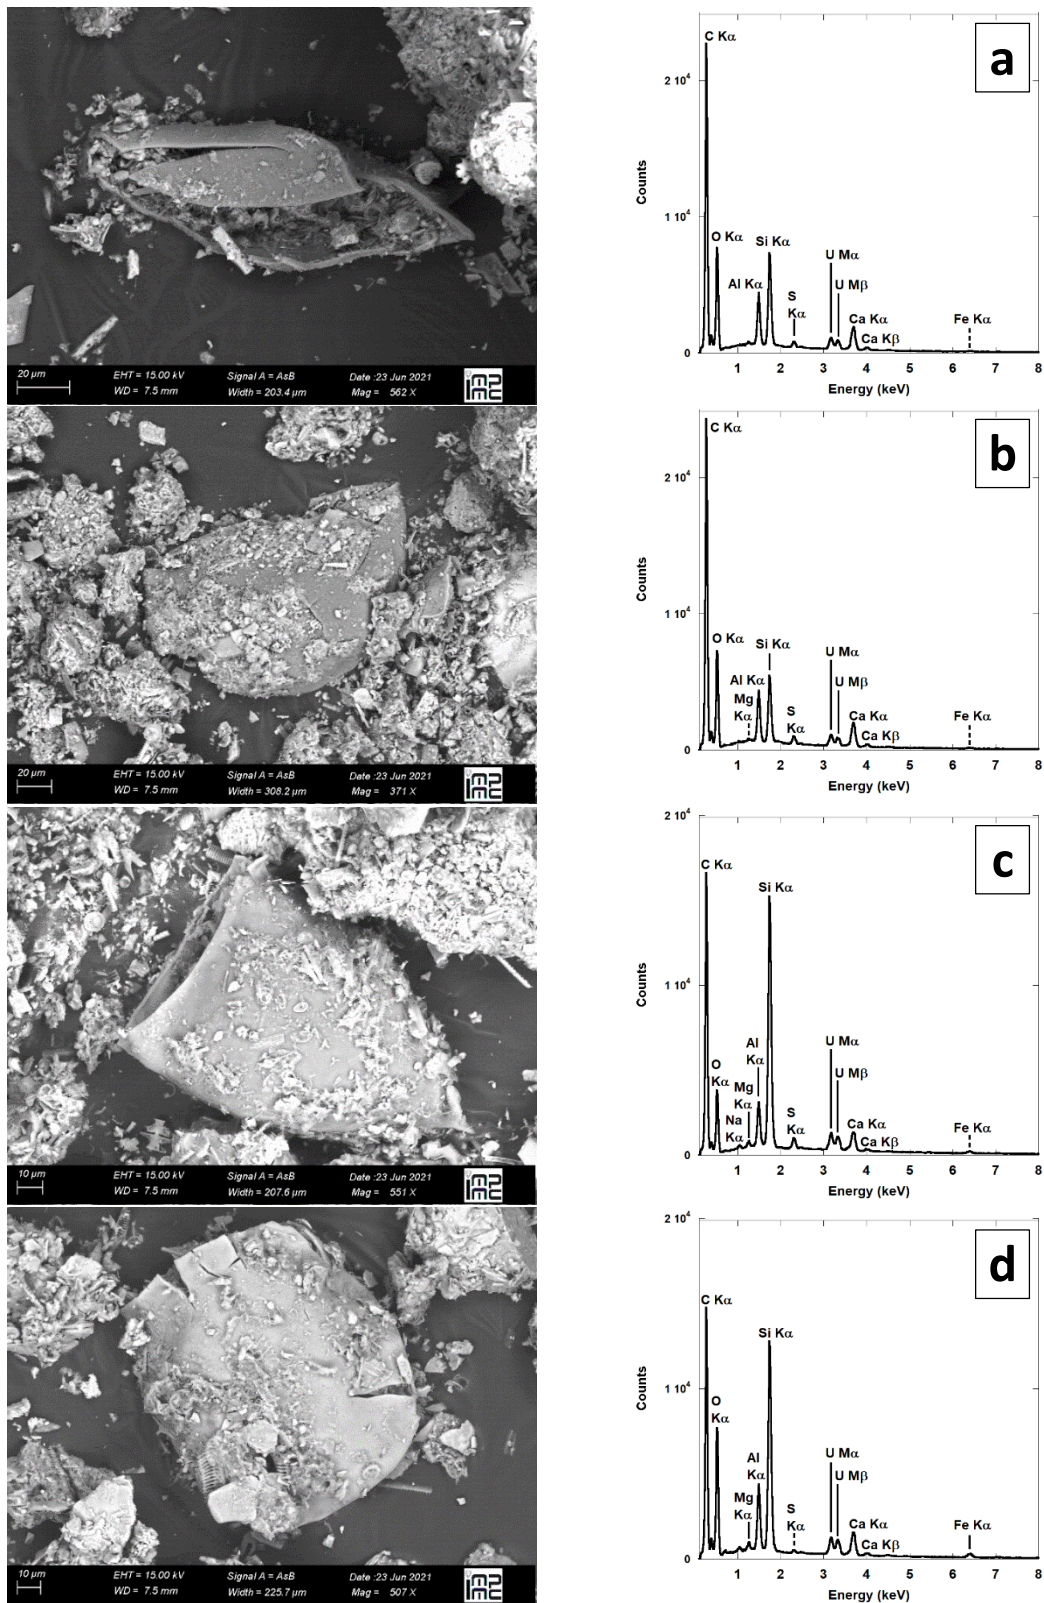 a
C Kα
2 10⁴
Counts
1 10⁴
O Kα
Si Kα
U Mα
Al Kα
S
Kα
U Mβ
Ca Kα
Ca Kβ
Fe Kα
0
1 2 3 4 5 6 7 8
Energy (keV)
20 µm
EHT = 15.00 kV
WD = 7.5 mm
Signal A = AsB
Width = 203.4 µm
Date :23 Jun 2021
Mag = 562 X
IMPMC
b
C Kα
2 10⁴
Counts
1 10⁴
O Kα
Si Kα
U Mα
Al Kα
Mg
Kα
S
Kα
U Mβ
Ca Kα
Ca Kβ
Fe Kα
0
1 2 3 4 5 6 7 8
Energy (keV)
20 µm
EHT = 15.00 kV
WD = 7.5 mm
Signal A = AsB
Width = 308.2 µm
Date :23 Jun 2021
Mag = 371 X
IMPMC
c
2 10⁴
C Kα
Si Kα
Counts
1 10⁴
O
Kα
Na
Kα
Mg
Kα
Al
Kα
S
Kα
U Mα
U Mβ
Ca Kα
Ca Kβ
Fe Kα
0
1 2 3 4 5 6 7 8
Energy (keV)
10 µm
EHT = 15.00 kV
WD = 7.5 mm
Signal A = AsB
Width = 207.6 µm
Date :23 Jun 2021
Mag = 551 X
IMPMC
d
2 10⁴
C Kα
Si Kα
Counts
1 10⁴
O
Kα
Mg
Kα
Al
Kα
S
Kα
U Mα
U Mβ
Ca Kα
Ca Kβ
Fe Kα
0
1 2 3 4 5 6 7 8
Energy (keV)
10 µm
EHT = 15.00 kV
WD = 7.5 mm
Signal A = AsB
Width = 225.7 µm
Date :23 Jun 2021
Mag = 507 X
IMPMC